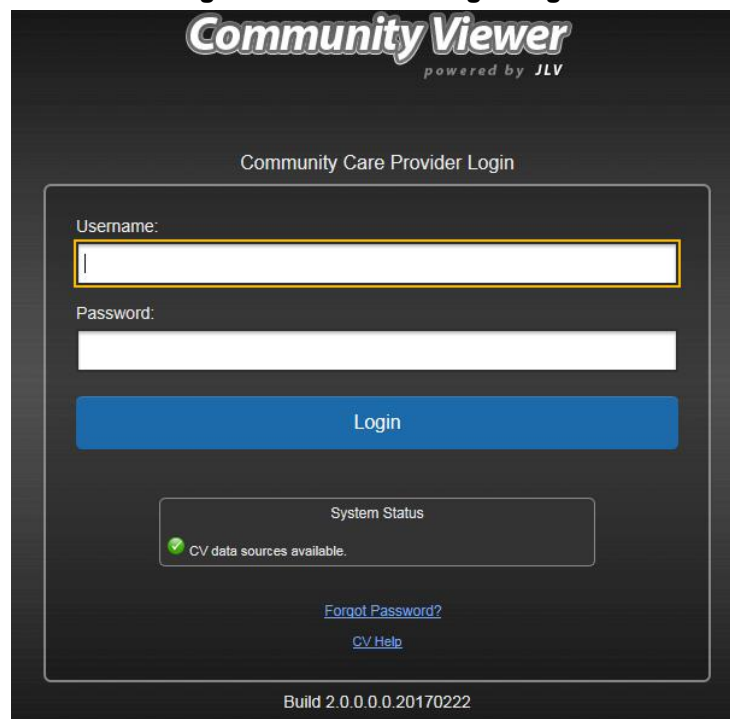 Community Viewer
powered by JLV
Community Care Provider Login
Username:
Password:
Login
System Status
CV data sources available.
Forgot Password?
CV Help
Build 2.0.0.0.0.20170222